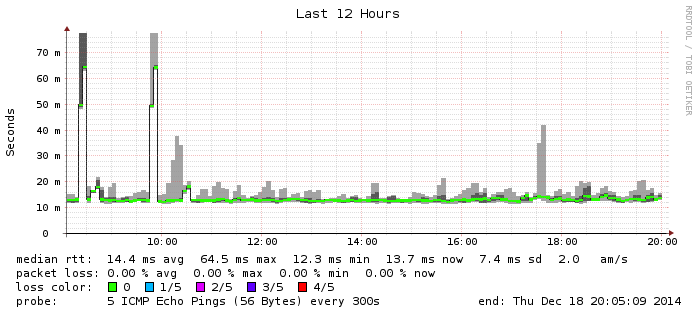 Last 12 Hours
RRDTOOL / TOBI OETIKER
Seconds
70 m
60 m
50 m
40 m
30 m
20 m
10 m
0
10:00 12:00 14:00 16:00 18:00 20:00
median rtt: 14.4 ms avg 64.5 ms max 12.3 ms min 13.7 ms now 7.4 ms sd 2.0 am/s
packet loss: 0.00 % avg 0.00 % max 0.00 % min 0.00 % now
loss color: 0 1/5 2/5 3/5 4/5
probe: 5 ICMP Echo Pings (56 Bytes) every 300s end: Thu Dec 18 20:05:09 2014